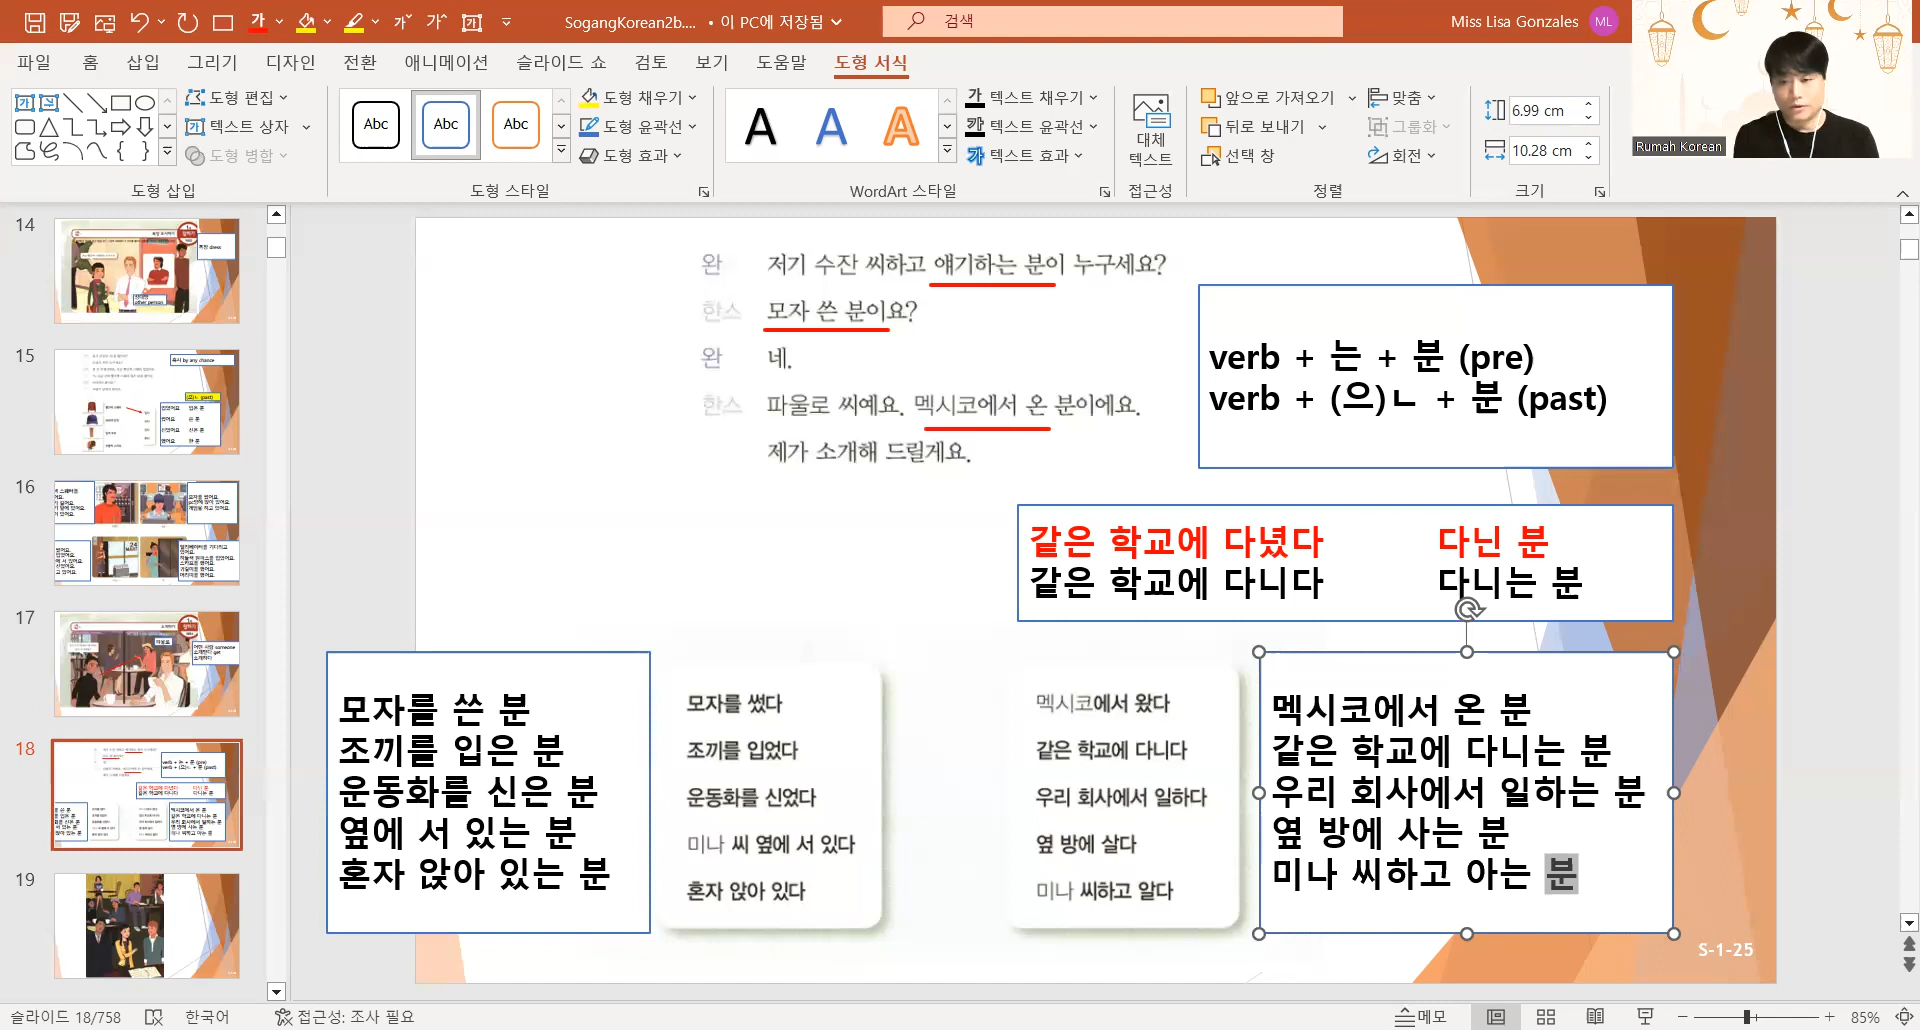 SogangKorean2b.... • 이 PC에 저장됨
검색
Miss Lisa Gonzales ML
파일 홈 삽입 그리기 디자인 전환 애니메이션 슬라이드 쇼 검토 보기 도움말 도형 서식
도형 편집
텍스트 상자
도형 병합
도형 삽입
Abc Abc Abc
도형 채우기
도형 윤곽선
도형 효과
도형 스타일
A A A
텍스트 채우기
텍스트 윤곽선
텍스트 효과
WordArt 스타일
대체
텍스트
접근성
앞으로 가져오기
뒤로 보내기
선택 창
맞춤
그룹화
회전
정렬
6.99 cm
10.28 cm
크기
Rumah Korean
14
15
16
17
18
19
완 저기 수잔 씨하고 얘기하는 분이 누구세요?
한스 모자 쓴 분이요?
완 네.
한스 파울로 씨예요. 멕시코에서 온 분이에요.
제가 소개해 드릴게요.
verb + 는 + 분 (pre)
verb + (으)ㄴ + 분 (past)
같은 학교에 다녔다 다닌 분
같은 학교에 다니다 다니는 분
모자를 쓴 분
조끼를 입은 분
운동화를 신은 분
옆에 서 있는 분
혼자 앉아 있는 분
모자를 썼다
조끼를 입었다
운동화를 신었다
미나 씨 옆에 서 있다
혼자 앉아 있다
멕시코에서 왔다
같은 학교에 다니다
우리 회사에서 일하다
옆 방에 살다
미나 씨하고 알다
멕시코에서 온 분
같은 학교에 다니는 분
우리 회사에서 일하는 분
옆 방에 사는 분
미나 씨하고 아는 분
S-1-25
슬라이드 18/758 한국어 접근성: 조사 필요
메모
85%